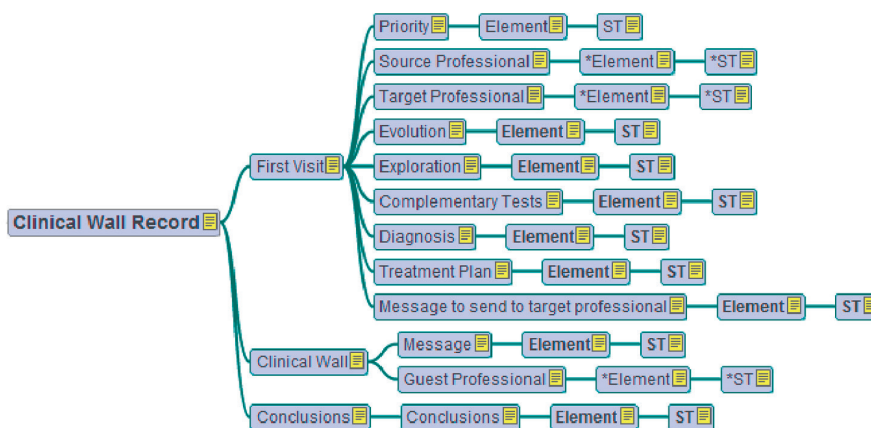 Priority Element ST
Source Professional *Element *ST
Target Professional *Element *ST
Evolution Element ST
First Visit Exploration Element ST
Complementary Tests Element ST
Clinical Wall Record
Diagnosis Element ST
Treatment Plan Element ST
Message to send to target professional Element ST
Message Element ST
Clinical Wall
Guest Professional *Element *ST
Conclusions Conclusions Element ST